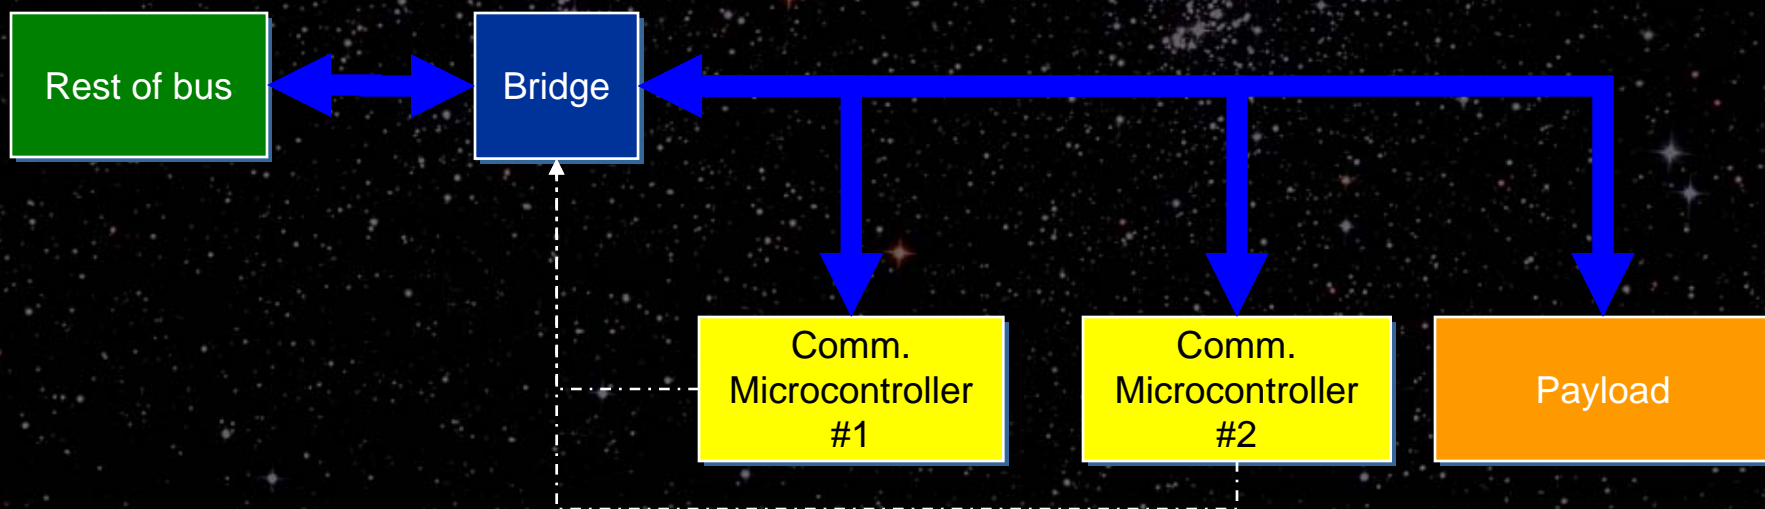 Rest of bus
Bridge
Comm.
Microcontroller
#1
Comm.
Microcontroller
#2
Payload